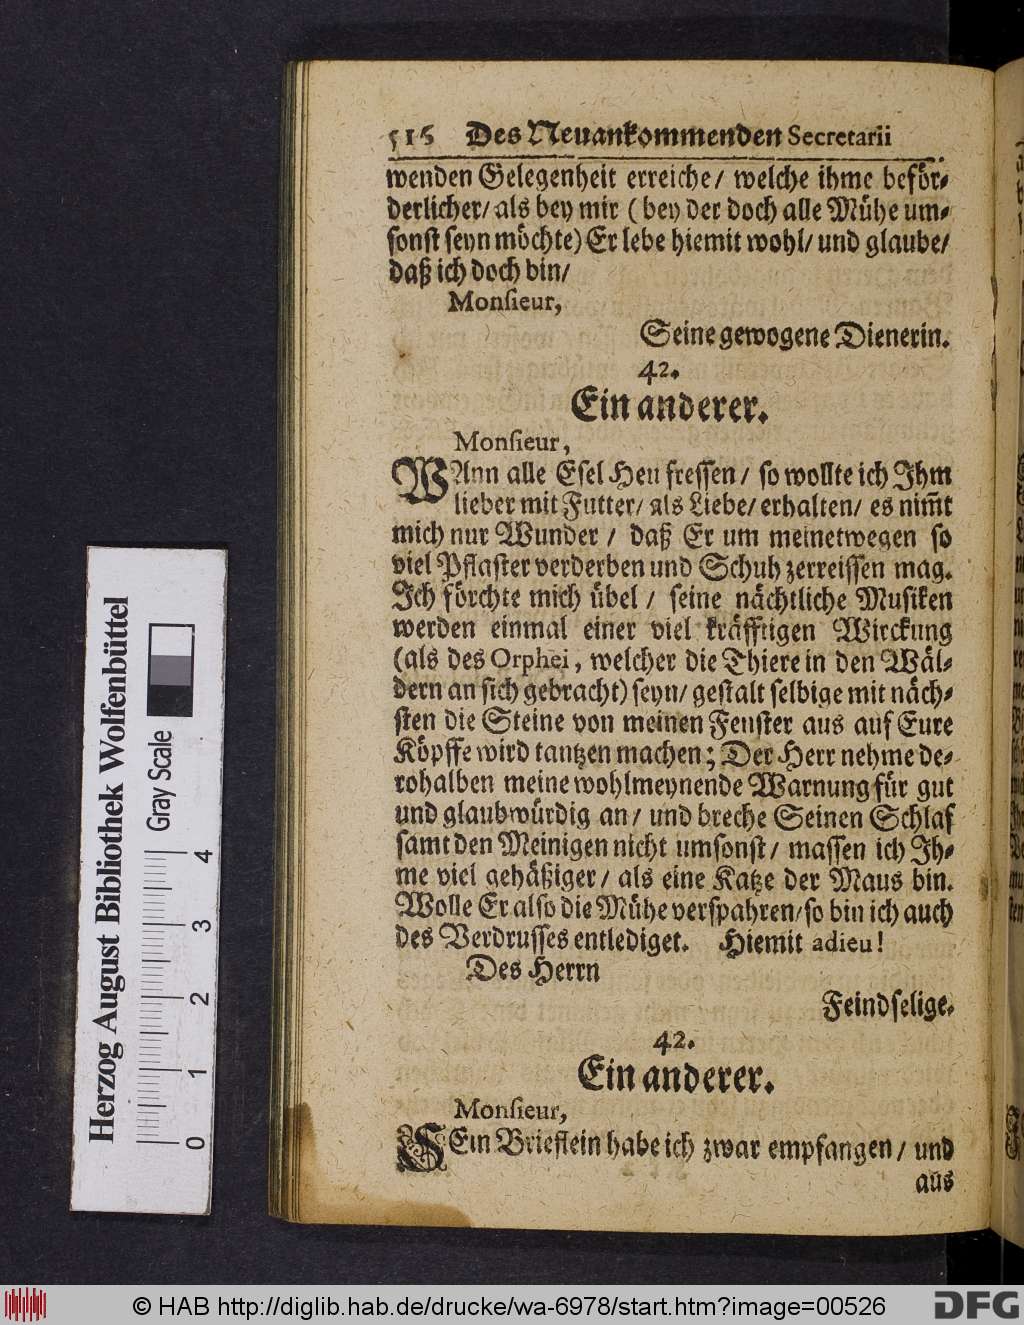 516 Des Neuankommenden Secretarii
wenden Gelegenheit erreiche/ welche ihme beför-
derlicher/ als bey mir (bey der doch alle Mühe um-
sonst seyn möchte) Er lebe hiemit wohl/ und glaube/
daß ich doch bin/
Monsieur,
Seine gewogene Dienerin.
42.
Ein anderer.
Monsieur,
WAnn alle Esel Heu fressen/ so wollte ich Ihm
lieber mit Futter/ als Liebe/ erhalten/ es nim̃t
mich nur Wunder/ daß Er um meinetwegen so
viel Pflaster verderben und Schuh zerreissen mag.
Ich förchte mich übel/ seine nächtliche Musiken
werden einmal einer viel kräfftigen Wirckung
(als des Orphei, welcher die Thiere in den Wäl-
dern an sich gebracht) seyn/ gestalt selbige mit näch-
sten die Steine von meinen Fenster aus auf Eure
Köpffe wird tantzen machen; Der Herr nehme de-
rohalben meine wohlmeynende Warnung für gut
und glaubwürdig an/ und breche Seinen Schlaf
samt den Meinigen nicht umsonst/ massen ich Ih-
me viel gehäßiger/ als eine Katze der Maus bin.
Wolle Er also die Mühe verspahren/ so bin ich auch
des Verdrusses entlediget. Hiemit adieu!
Des Herrn
Feindselige.
42.
Ein anderer.
Monsieur,
SEin Brieflein habe ich zwar empfangen/ und
aus
Herzog August Bibliothek Wolfenbüttel
Gray Scale
0 1 2 3 4
© HAB http://diglib.hab.de/drucke/wa-6978/start.htm?image=00526
DFG